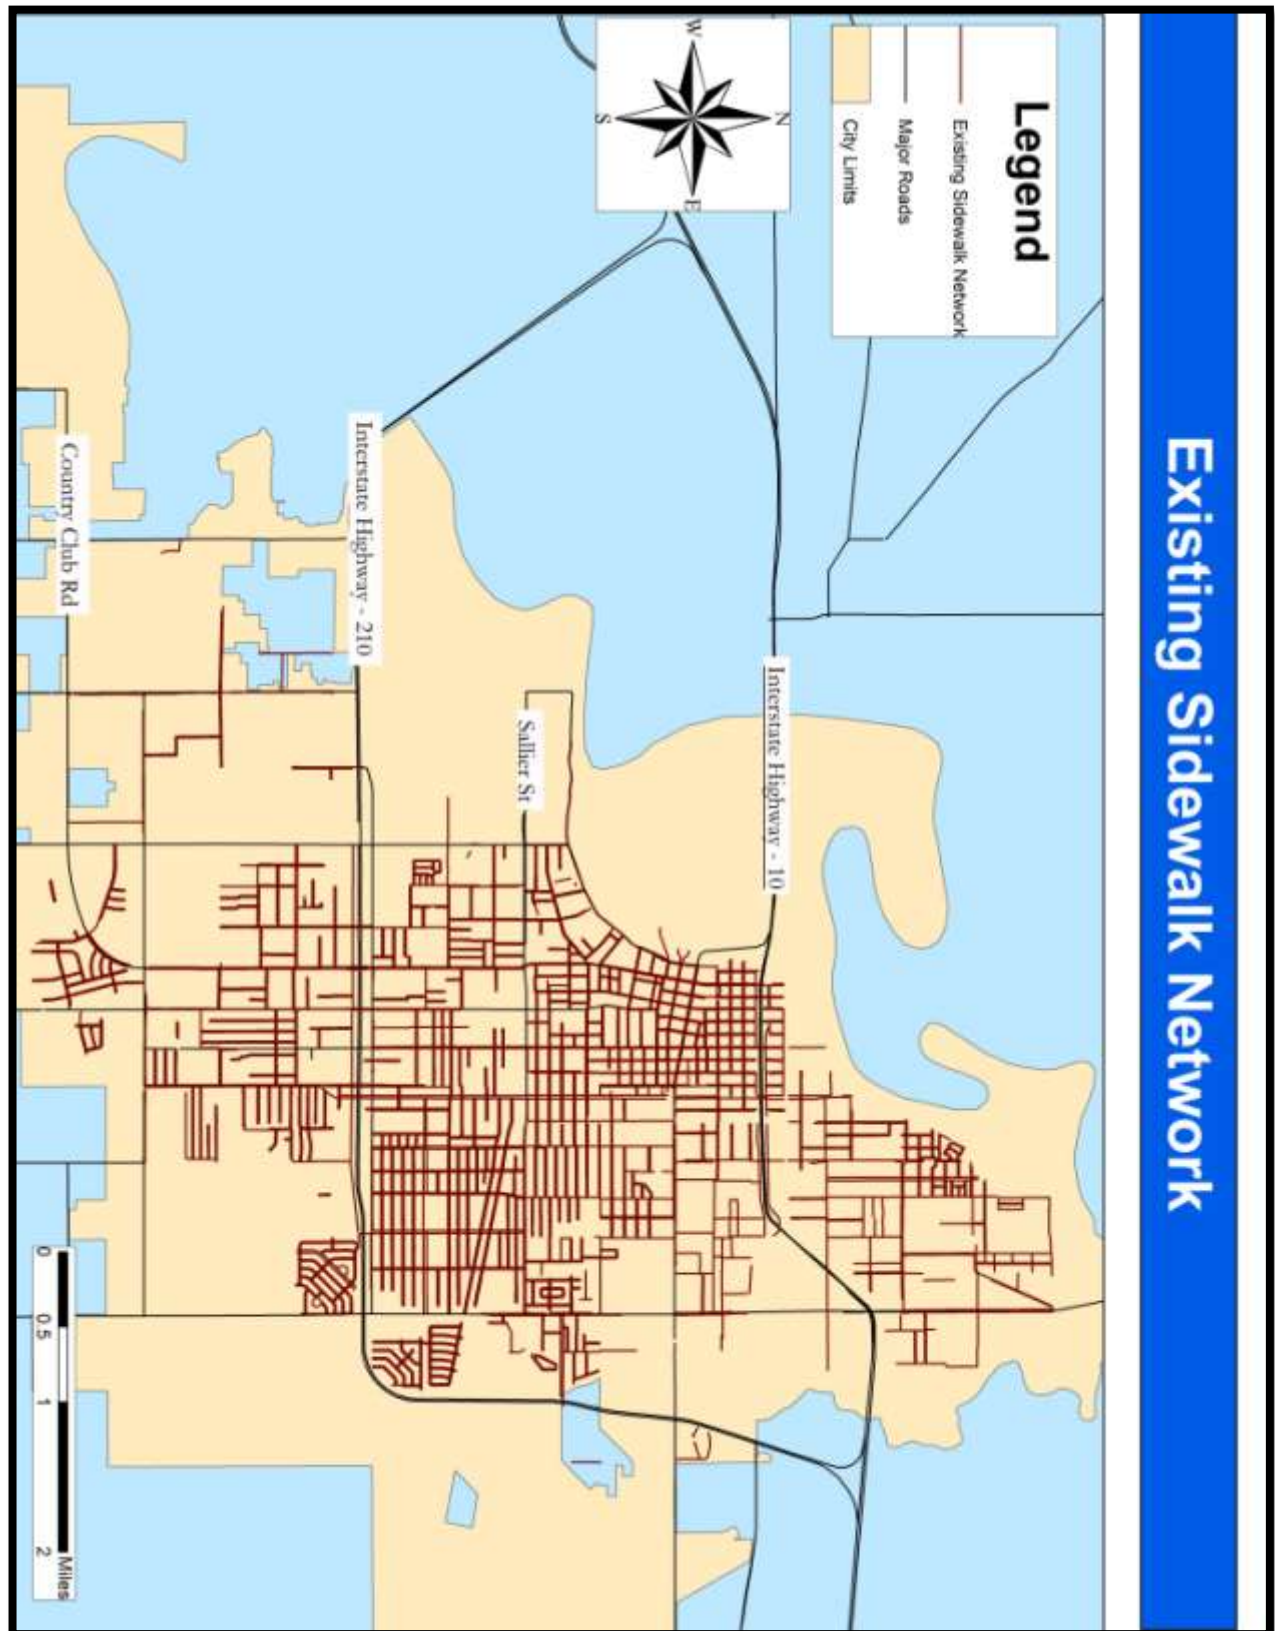 Existing Sidewalk Network
Legend
Existing Sidewalk Network
Major Roads
City Limits
N
W
E
S
Interstate Highway - 10
Sallier St
Interstate Highway - 210
Country Club Rd
0 0.5 1 2
Miles